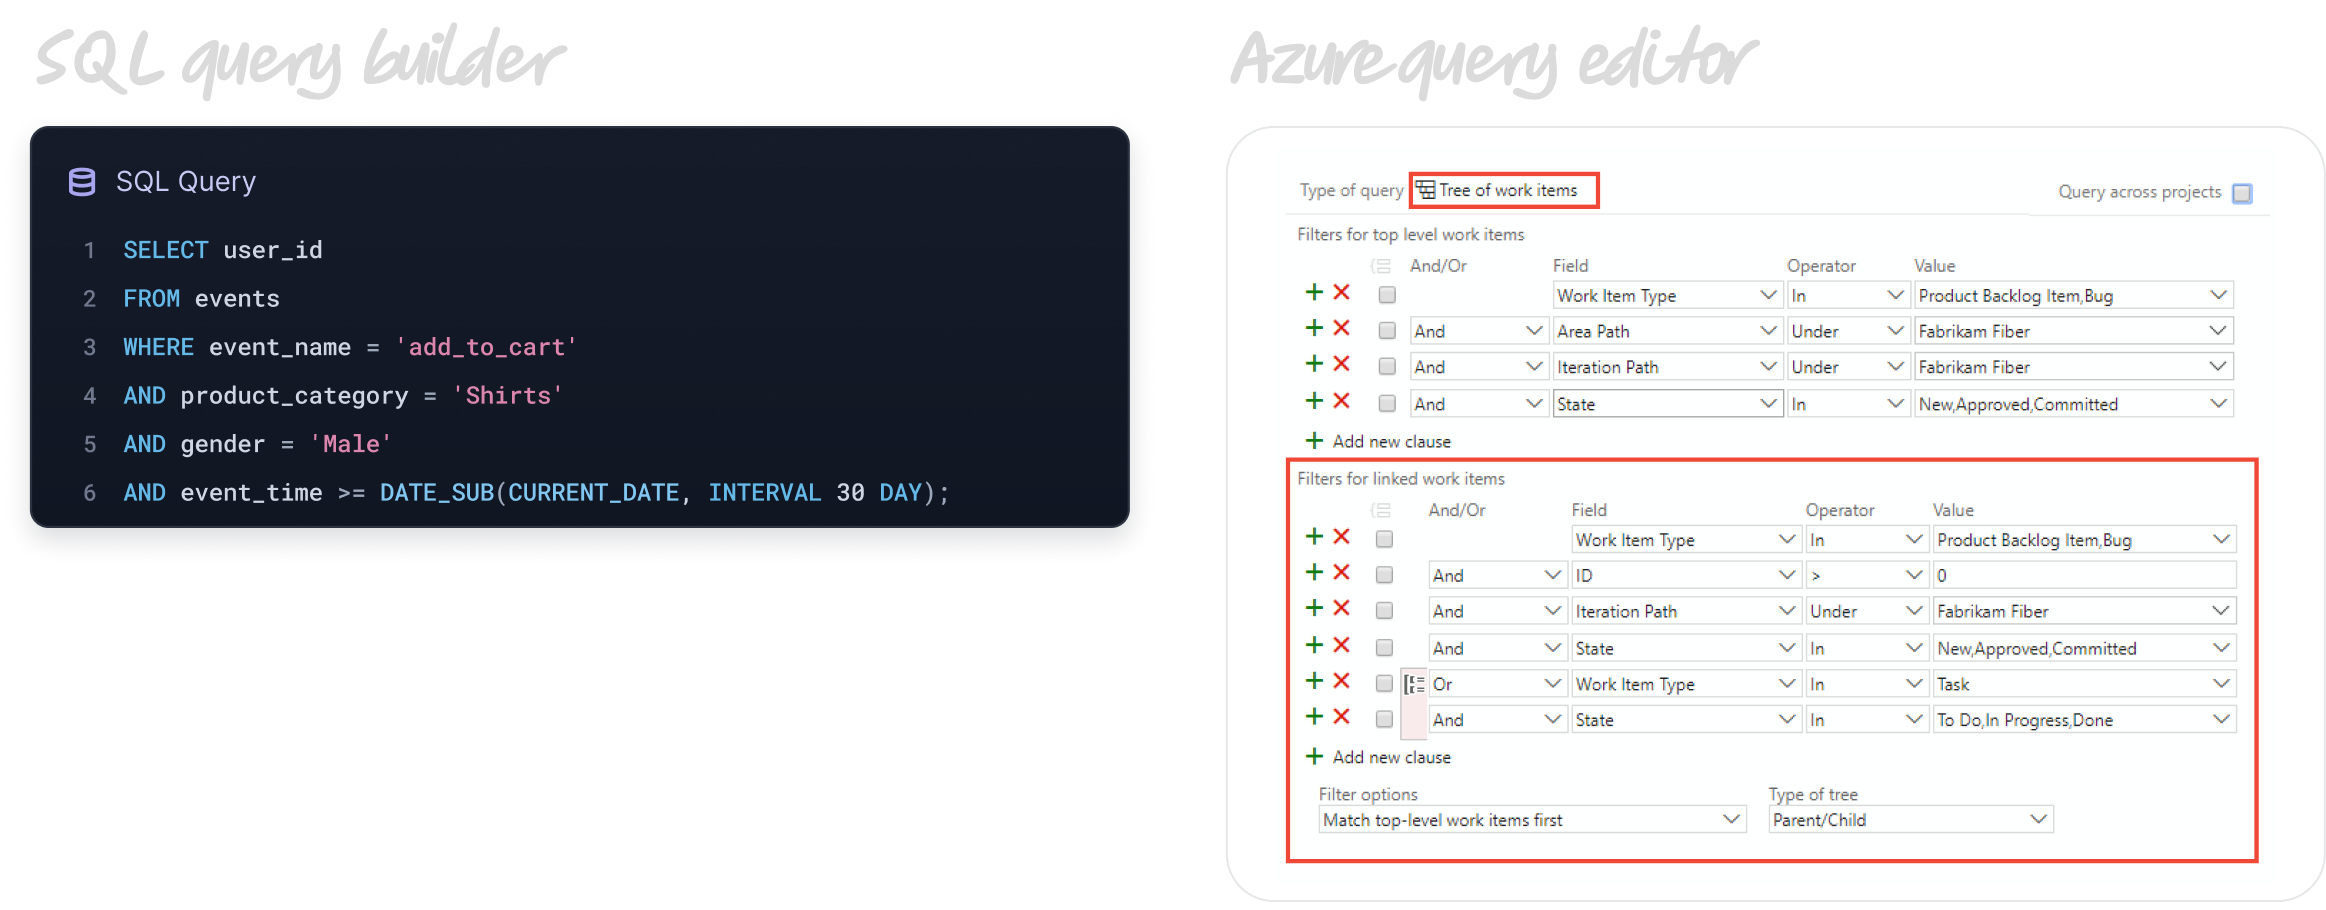 SQL query builder
SQL Query
1 SELECT user_id
2 FROM events
3 WHERE event_name = 'add_to_cart'
4 AND product_category = 'Shirts'
5 AND gender = 'Male'
6 AND event_time >= DATE_SUB(CURRENT_DATE, INTERVAL 30 DAY);
Azure query editor
Type of query Tree of work items Query across projects
Filters for top level work items
And/Or Field Operator Value
Work Item Type In Product Backlog Item,Bug
And Area Path Under Fabrikam Fiber
And Iteration Path Under Fabrikam Fiber
And State In New,Approved,Committed
+ Add new clause
Filters for linked work items
And/Or Field Operator Value
Work Item Type In Product Backlog Item,Bug
And ID > 0
And Iteration Path Under Fabrikam Fiber
And State In New,Approved,Committed
Or Work Item Type In Task
And State In To Do,In Progress,Done
+ Add new clause
Filter options Type of tree
Match top-level work items first Parent/Child